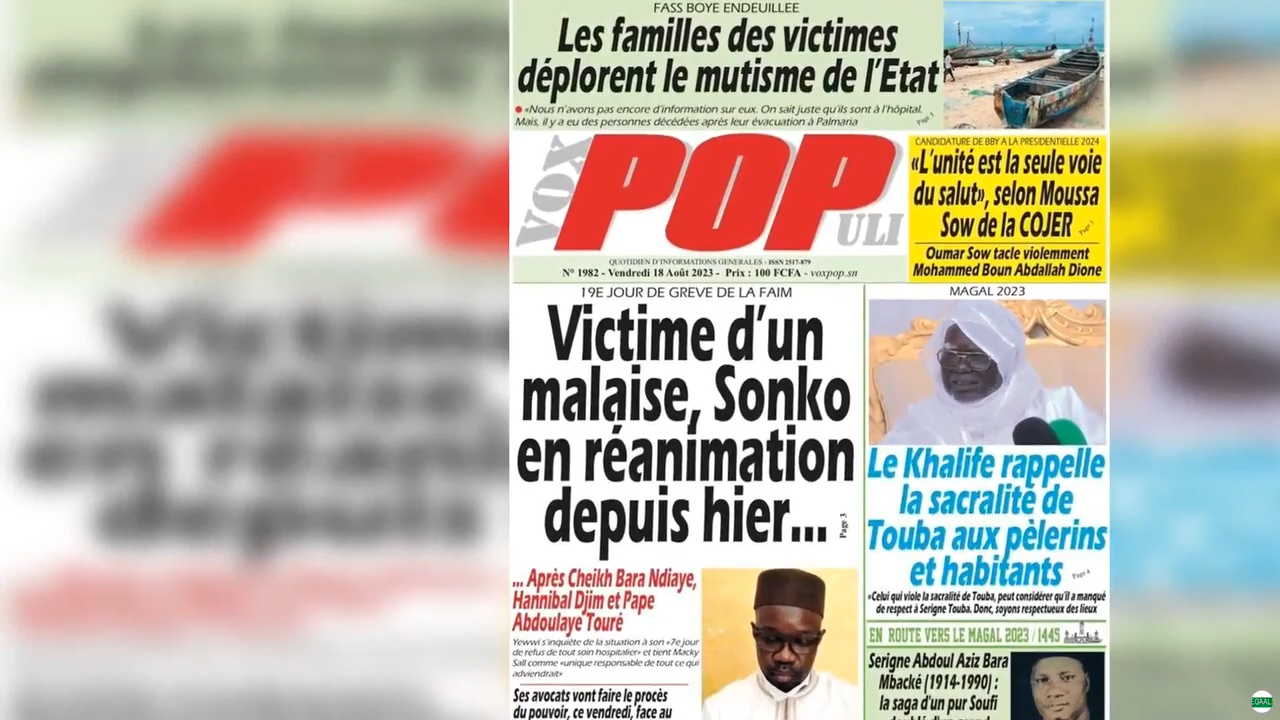 FASS BOYE ENDEUILLEE
Les familles des victimes
déplorent le mutisme de l'Etat
«Nous n'avons pas encore d'information sur eux. On sait juste qu'ils sont à l'hôpital.
Mais, il y a eu des personnes décédées après leur évacuation à Palmaria
Page 5
VOX POPULI
QUOTIDIEN D'INFORMATIONS GENERALES - ISSN 2517-879
N° 1982 - Vendredi 18 Août 2023 - Prix : 100 FCFA - voxpop.sn
CANDIDATURE DE BBY A LA PRESIDENTIELLE 2024
«L'unité est la seule voie
du salut», selon Moussa
Sow de la COJER
Oumar Sow tacle violemment
Mohammed Boun Abdallah Dione
19E JOUR DE GREVE DE LA FAIM
Victime d'un
malaise, Sonko
en réanimation
depuis hier...
Page 3
... Après Cheikh Bara Ndiaye,
Hannibal Djim et Pape
Abdoulaye Touré
Yewwi s'inquiète de la situation à son «7e jour
de refus de tout soin hospitalier» et tient Macky
Sall comme «unique responsable de tout ce qui
adviendrait»
Ses avocats vont faire le procès
du pouvoir, ce vendredi, face au
MAGAL 2023
Le Khalife rappelle
la sacralité de
Touba aux pèlerins
et habitants
Page 4
«Celui qui viole la sacralité de Touba, peut considérer qu'il a manqué
de respect à Serigne Touba. Donc, soyons respectueux des lieux
EN ROUTE VERS LE MAGAL 2023 / 1445
Serigne Abdoul Aziz Bara
Mbacké (1914-1990) :
la saga d'un pur Soufi